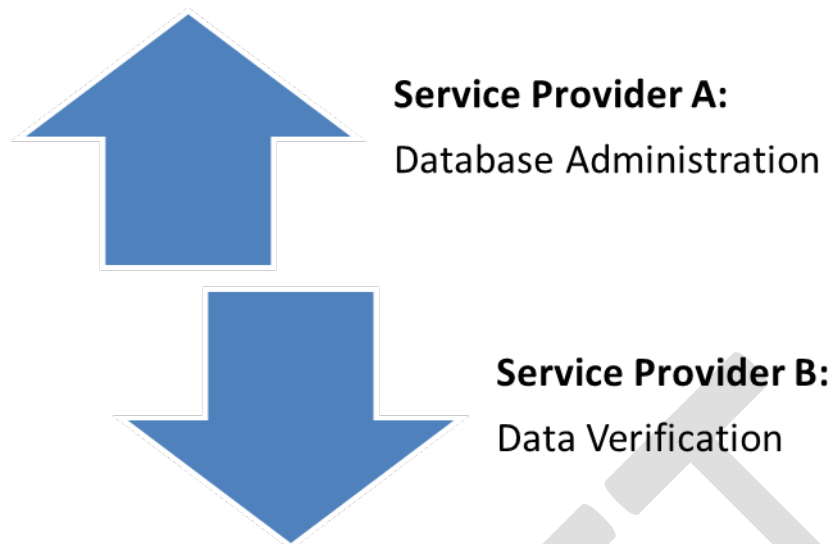 Service Provider A:
Database Administration
Service Provider B:
Data Verification